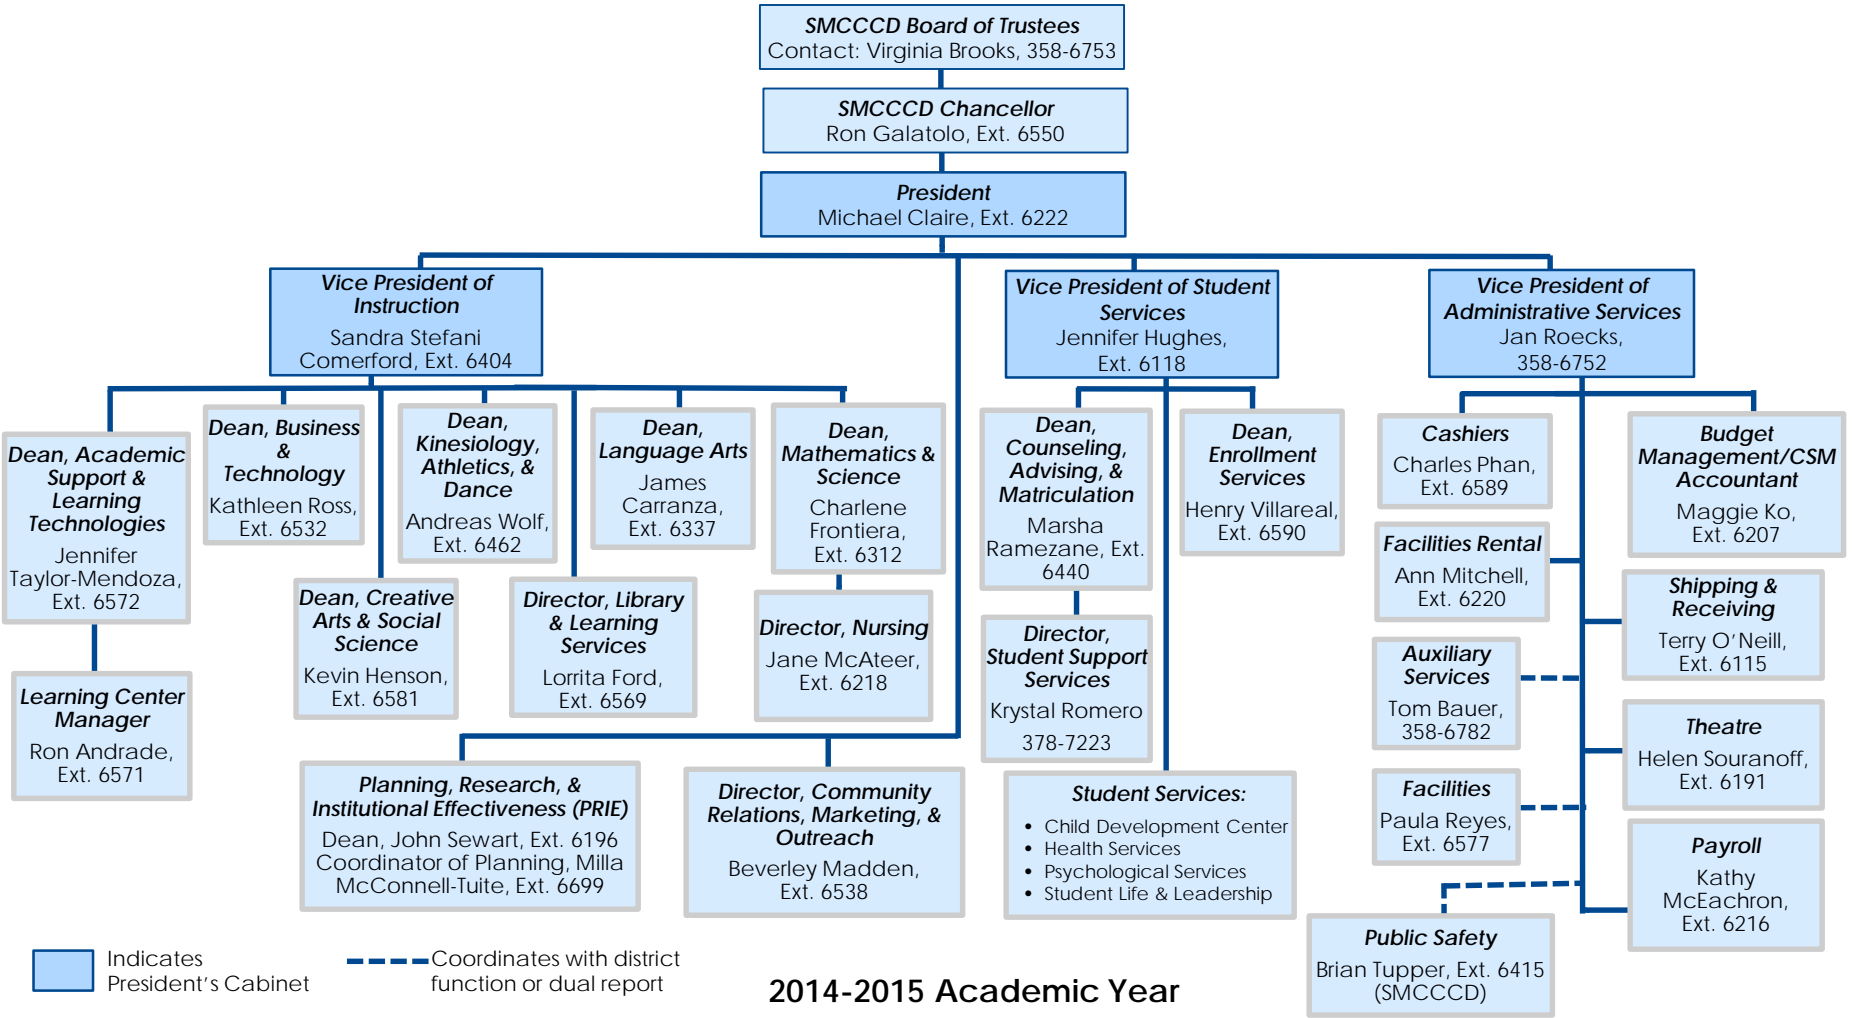 SMCCCD Board of Trustees
Contact: Virginia Brooks, 358-6753
SMCCCD Chancellor
Ron Galatolo, Ext. 6550
President
Michael Claire, Ext. 6222
Vice President of
Instruction
Sandra Stefani
Comerford, Ext. 6404
Vice President of Student
Services
Jennifer Hughes,
Ext. 6118
Vice President of
Administrative Services
Jan Roecks,
358-6752
Dean, Academic
Support &
Learning
Technologies
Jennifer
Taylor-Mendoza,
Ext. 6572
Dean, Business
&
Technology
Kathleen Ross,
Ext. 6532
Dean,
Kinesiology,
Athletics, &
Dance
Andreas Wolf,
Ext. 6462
Dean,
Language Arts
James
Carranza,
Ext. 6337
Dean,
Mathematics &
Science
Charlene
Frontiera,
Ext. 6312
Dean,
Counseling,
Advising, &
Matriculation
Marsha
Ramezane, Ext.
6440
Dean,
Enrollment
Services
Henry Villareal,
Ext. 6590
Cashiers
Charles Phan,
Ext. 6589
Budget
Management/CSM
Accountant
Maggie Ko,
Ext. 6207
Facilities Rental
Ann Mitchell,
Ext. 6220
Shipping &
Receiving
Terry O'Neill,
Ext. 6115
Dean, Creative
Arts & Social
Science
Kevin Henson,
Ext. 6581
Director, Library
& Learning
Services
Lorrita Ford,
Ext. 6569
Director, Nursing
Jane McAteer,
Ext. 6218
Director,
Student Support
Services
Krystal Romero
378-7223
Auxiliary
Services
Tom Bauer,
358-6782
Learning Center
Manager
Ron Andrade,
Ext. 6571
Theatre
Helen Souranoff,
Ext. 6191
Planning, Research, &
Institutional Effectiveness (PRIE)
Dean, John Sewart, Ext. 6196
Coordinator of Planning, Milla
McConnell-Tuite, Ext. 6699
Director, Community
Relations, Marketing, &
Outreach
Beverley Madden,
Ext. 6538
Student Services:
• Child Development Center
• Health Services
• Psychological Services
• Student Life & Leadership
Facilities
Paula Reyes,
Ext. 6577
Payroll
Kathy
McEachron,
Ext. 6216
Public Safety
Brian Tupper, Ext. 6415
(SMCCCD)
Indicates
President's Cabinet
Coordinates with district
function or dual report
2014-2015 Academic Year